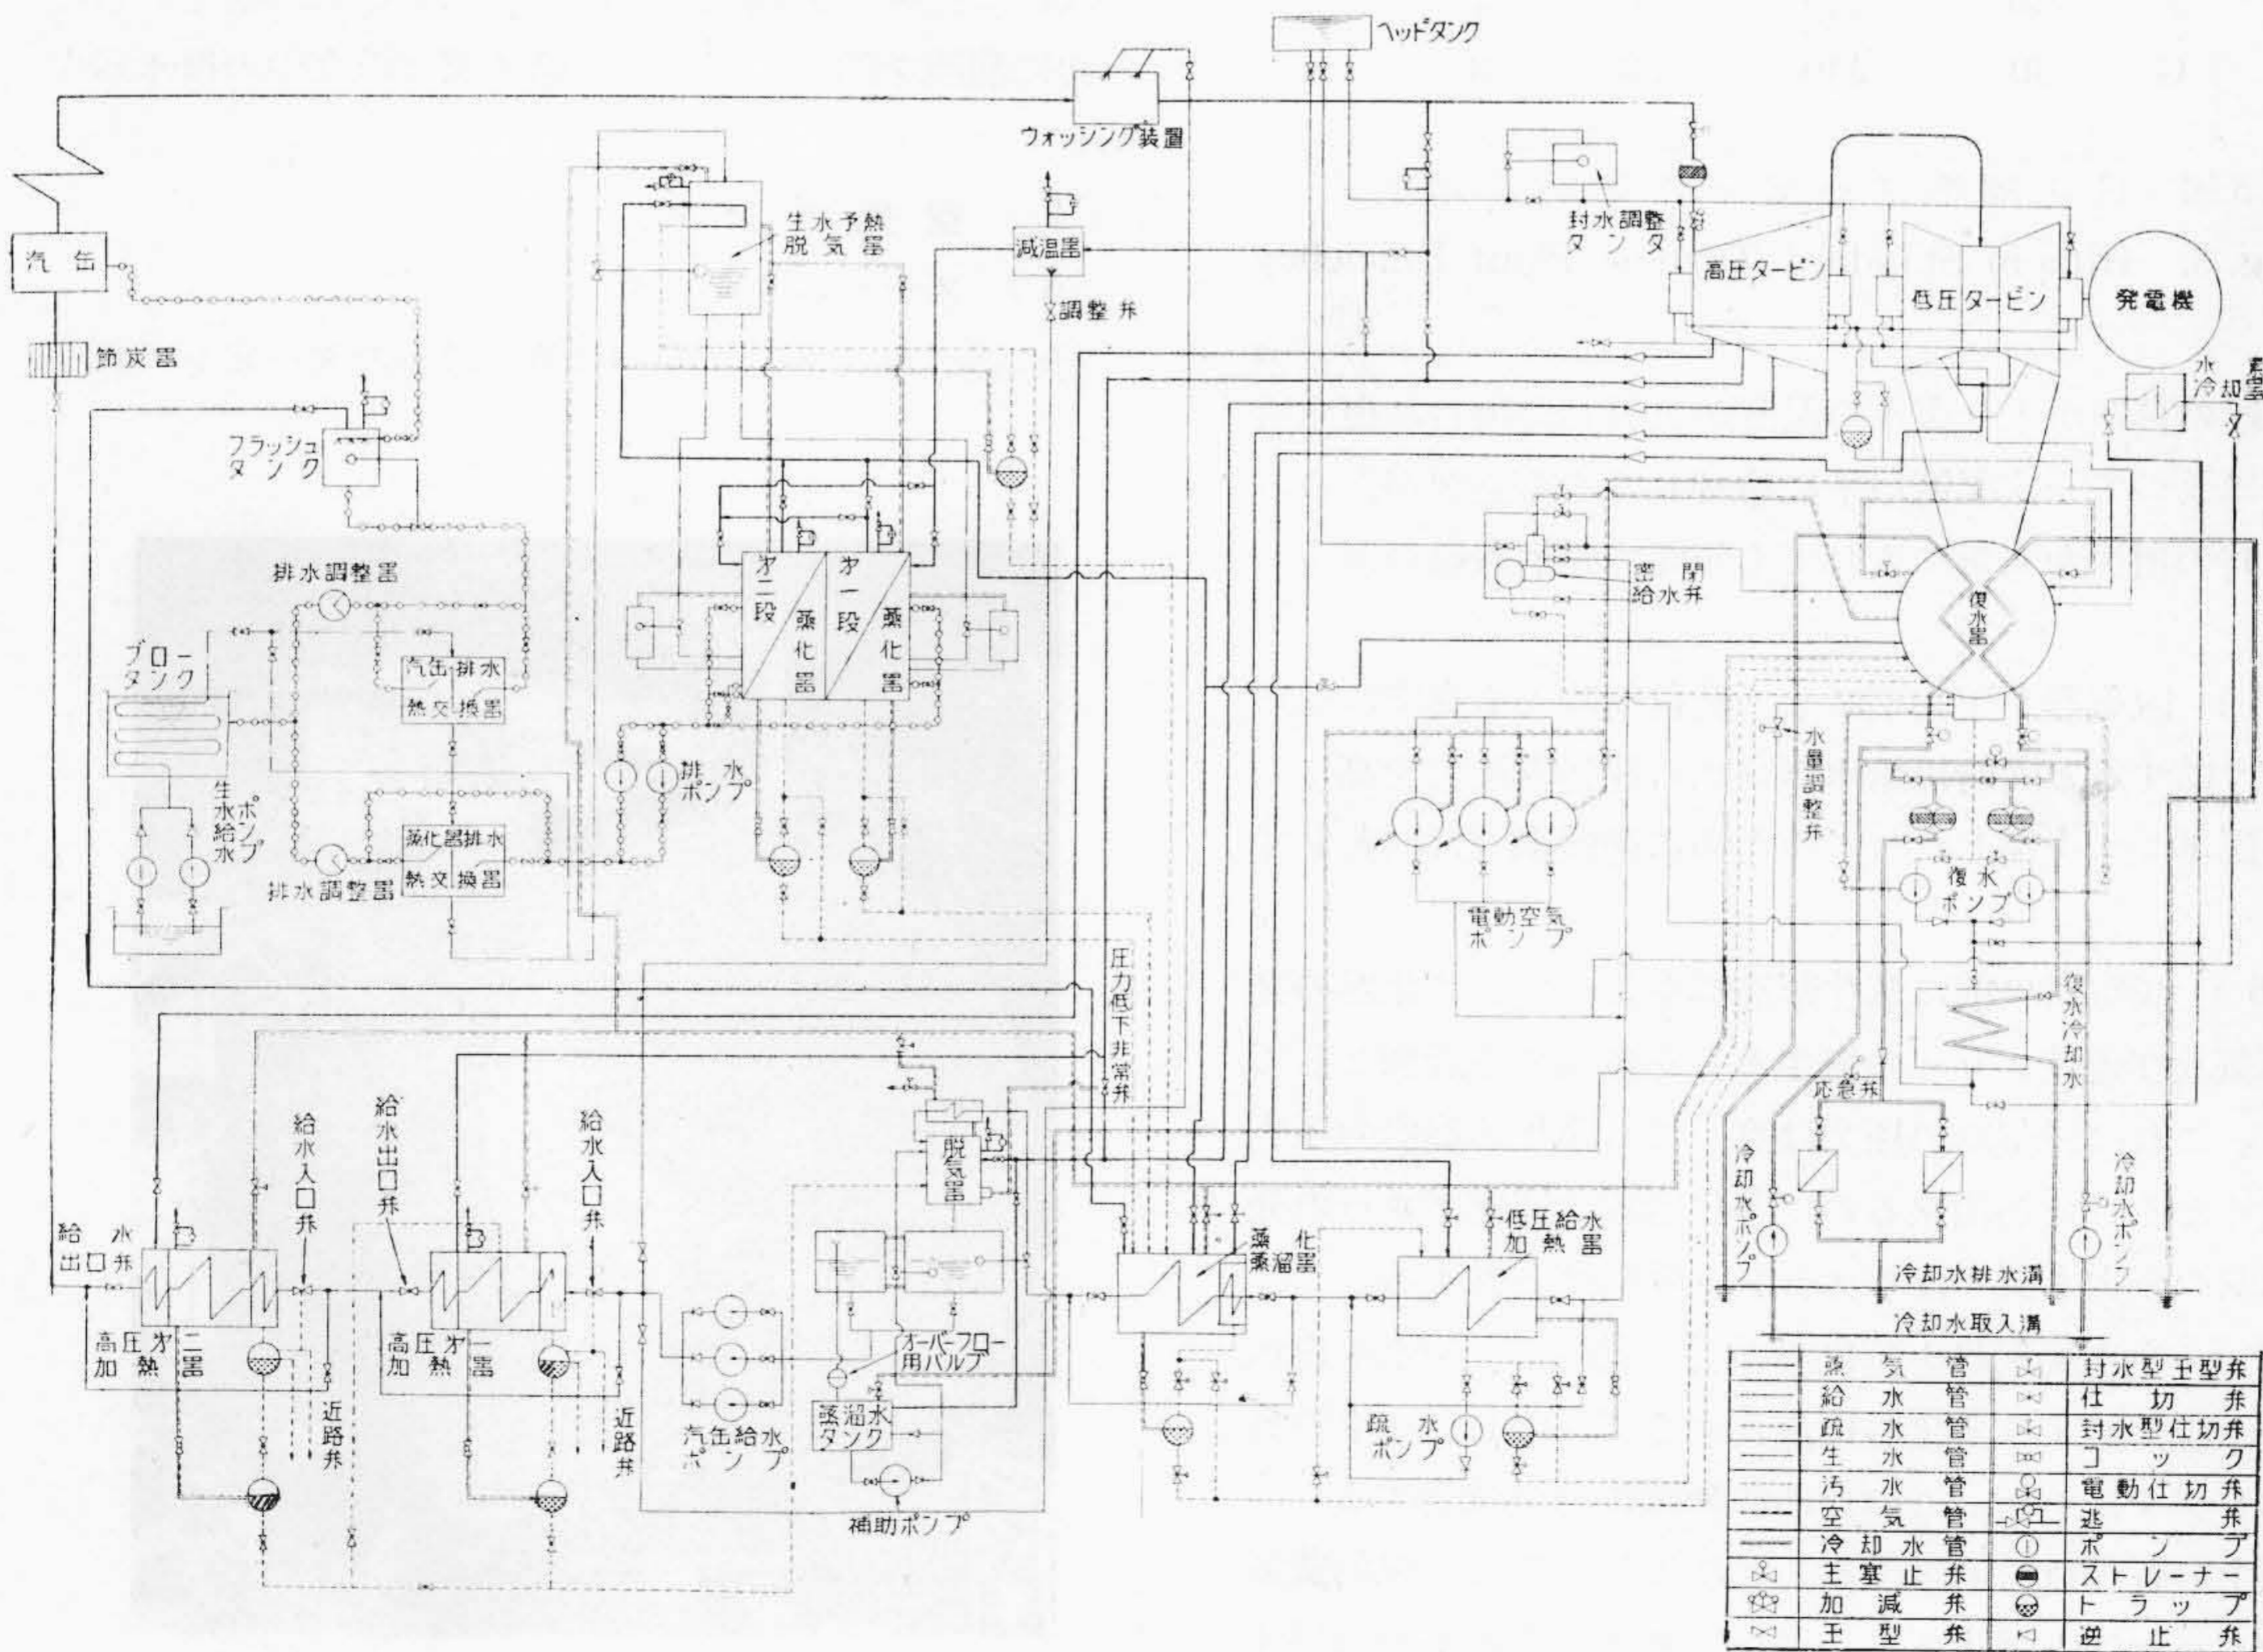 ヘッドタンク
ウォッシング装置
生水予熱
脱気器
減温器
調整弁
封水調整
タンタ
高圧タービン
低圧タービン
発電機
汽缶
節炭器
フラッシュ
タンク
冷却器
排水調整器
ブロー
タンク
汽缶排水
熱交換器
生水給水
ポンプ
蒸化器排水
熱交換器
排水調整器
排水
ポンプ
才二段
蒸化器
才一段
蒸化器
密閉
給水弁
復水器
水量調整弁
電動空気
ポンプ
復水
ポンプ
復水冷却水
応急弁
圧力低下非常弁
冷却水ポンプ
冷却水ポンプ
冷却水排水溝
冷却水取入溝
給水
出口弁
給水入口弁
給水出口弁
給水入口弁
高圧才二
加熱器
高圧才一
加熱器
近路弁
近路弁
汽缶給水
ポンプ
脱気器
オーバーフロー
用バルブ
蒸溜水
タンク
補助ポンプ
蒸化
蒸溜器
低圧給水
加熱器
疏水
ポンプ
蒸気管 封水型玉型弁
給水管 仕切弁
疏水管 封水型仕切弁
生水管 コック
汚水管 電動仕切弁
空気管 逃弁
冷却水管 ポンプ
主塞止弁 ストレーナー
加減弁 トラップ
玉型弁 逆止弁